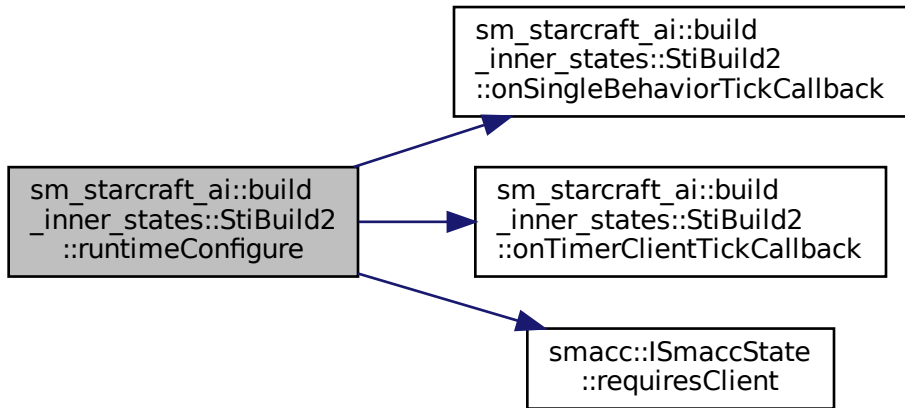 sm_starcraft_ai::build
_inner_states::StiBuild2
::runtimeConfigure
sm_starcraft_ai::build
_inner_states::StiBuild2
::onSingleBehaviorTickCallback
sm_starcraft_ai::build
_inner_states::StiBuild2
::onTimerClientTickCallback
smacc::ISmaccState
::requiresClient